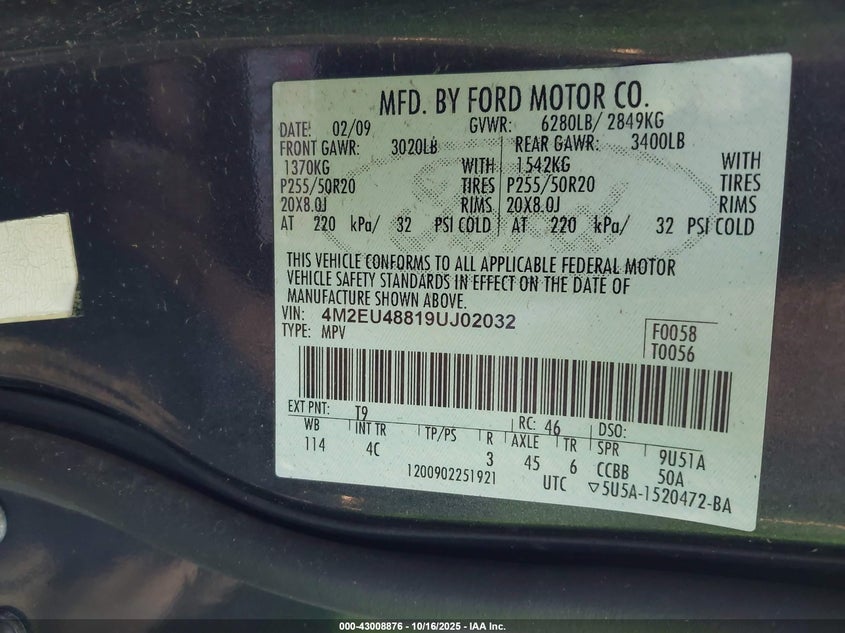 MFD. BY FORD MOTOR CO.
DATE: 02/09 GVWR: 6280LB/ 2849KG
FRONT GAWR: 3020LB REAR GAWR: 3400LB
1370KG WITH 1542KG WITH
P255/50R20 TIRES P255/50R20 TIRES
20X8.0J RIMS 20X8.0J RIMS
AT 220 kPa/ 32 PSI COLD AT 220 kPa/ 32 PSI COLD
THIS VEHICLE CONFORMS TO ALL APPLICABLE FEDERAL MOTOR
VEHICLE SAFETY STANDARDS IN EFFECT ON THE DATE OF
MANUFACTURE SHOWN ABOVE.
VIN: 4M2EU48819UJ02032
TYPE: MPV
F0058
T0056
EXT PNT: T9 RC: 46 DSO:
WB INT TR TP/PS R AXLE TR SPR 9U51A
114 4C 3 45 6 CCBB 50A
1200902251921 UTC ▽5U5A-1520472-BA
000-43008876 - 10/16/2025 - IAA Inc.